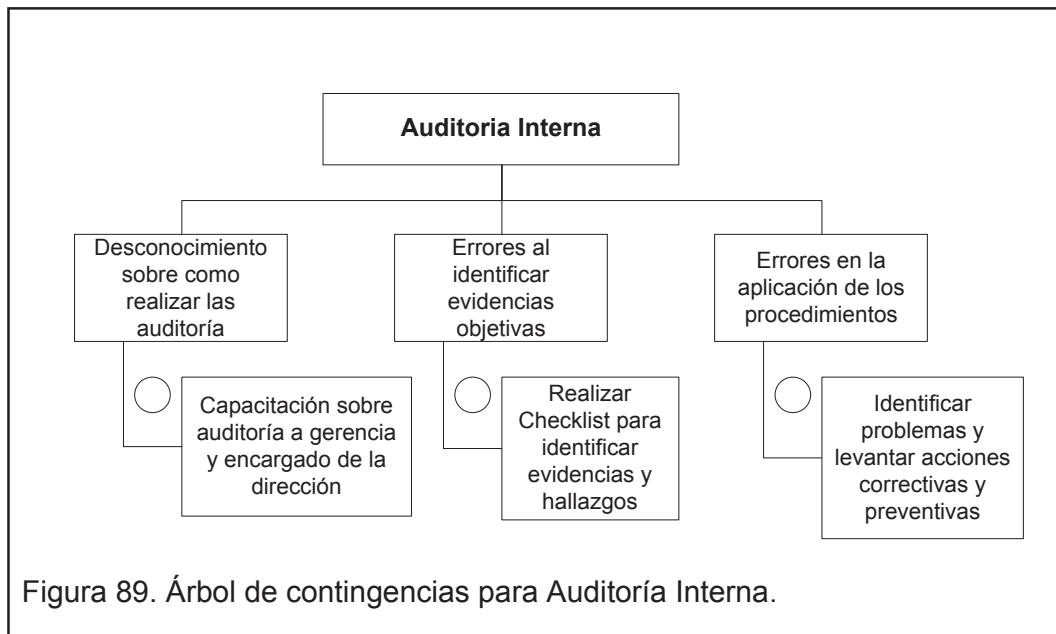 Auditoria Interna
Desconocimiento
sobre como
realizar las
auditoría
Errores al
identificar
evidencias
objetivas
Errores en la
aplicación de los
procedimientos
Capacitación sobre
auditoría a gerencia
y encargado de la
dirección
Realizar
Checklist para
identificar
evidencias y
hallazgos
Identificar
problemas y
levantar acciones
correctivas y
preventivas
Figura 89. Árbol de contingencias para Auditoría Interna.